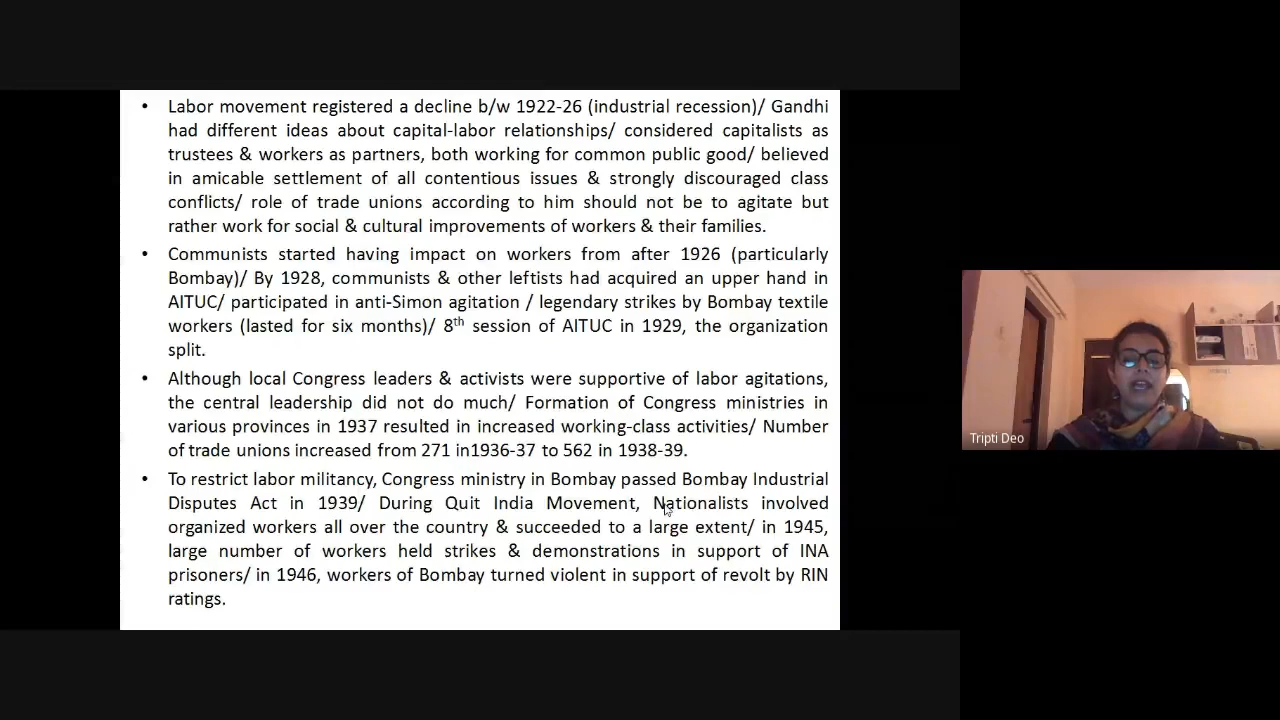 • Labor movement registered a decline b/w 1922-26 (industrial recession)/ Gandhi
had different ideas about capital-labor relationships/ considered capitalists as
trustees & workers as partners, both working for common public good/ believed
in amicable settlement of all contentious issues & strongly discouraged class
conflicts/ role of trade unions according to him should not be to agitate but
rather work for social & cultural improvements of workers & their families.
• Communists started having impact on workers from after 1926 (particularly
Bombay)/ By 1928, communists & other leftists had acquired an upper hand in
AITUC/ participated in anti-Simon agitation / legendary strikes by Bombay textile
workers (lasted for six months)/ 8th session of AITUC in 1929, the organization
split.
• Although local Congress leaders & activists were supportive of labor agitations,
the central leadership did not do much/ Formation of Congress ministries in
various provinces in 1937 resulted in increased working-class activities/ Number
of trade unions increased from 271 in1936-37 to 562 in 1938-39.
• To restrict labor militancy, Congress ministry in Bombay passed Bombay Industrial
Disputes Act in 1939/ During Quit India Movement, Nationalists involved
organized workers all over the country & succeeded to a large extent/ in 1945,
large number of workers held strikes & demonstrations in support of INA
prisoners/ in 1946, workers of Bombay turned violent in support of revolt by RIN
ratings.
Tripti Deo